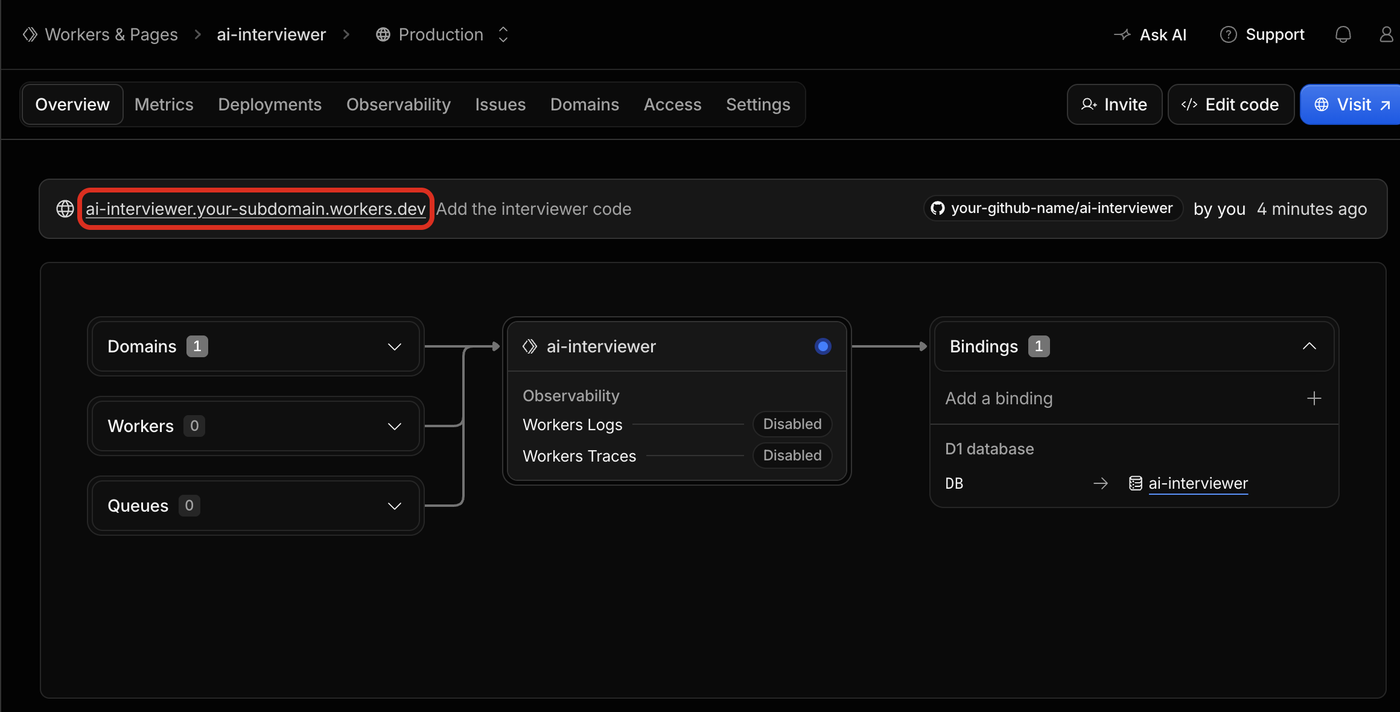 Workers & Pages > ai-interviewer > Production
Ask AI
Support
Overview
Metrics
Deployments
Observability
Issues
Domains
Access
Settings
Invite
</> Edit code
Visit
ai-interviewer.your-subdomain.workers.dev
Add the interviewer code
your-github-name/ai-interviewer
by you
4 minutes ago
Domains 1
Workers 0
Queues 0
ai-interviewer
Observability
Workers Logs Disabled
Workers Traces Disabled
Bindings 1
Add a binding
D1 database
DB → ai-interviewer